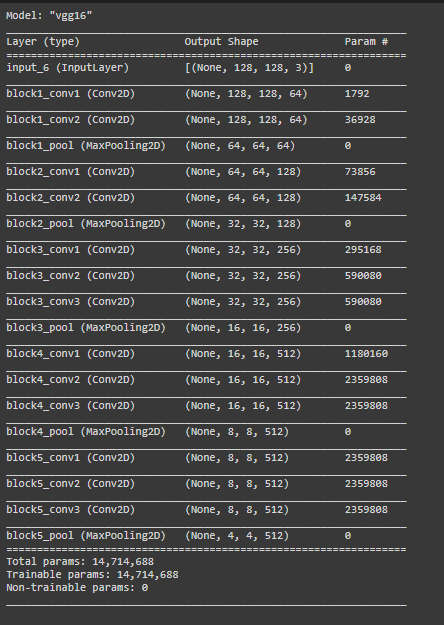 Model: "vgg16"
Layer (type) Output Shape Param #
input_6 (InputLayer) [(None, 128, 128, 3)] 0
block1_conv1 (Conv2D) (None, 128, 128, 64) 1792
block1_conv2 (Conv2D) (None, 128, 128, 64) 36928
block1_pool (MaxPooling2D) (None, 64, 64, 64) 0
block2_conv1 (Conv2D) (None, 64, 64, 128) 73856
block2_conv2 (Conv2D) (None, 64, 64, 128) 147584
block2_pool (MaxPooling2D) (None, 32, 32, 128) 0
block3_conv1 (Conv2D) (None, 32, 32, 256) 295168
block3_conv2 (Conv2D) (None, 32, 32, 256) 590080
block3_conv3 (Conv2D) (None, 32, 32, 256) 590080
block3_pool (MaxPooling2D) (None, 16, 16, 256) 0
block4_conv1 (Conv2D) (None, 16, 16, 512) 1180160
block4_conv2 (Conv2D) (None, 16, 16, 512) 2359808
block4_conv3 (Conv2D) (None, 16, 16, 512) 2359808
block4_pool (MaxPooling2D) (None, 8, 8, 512) 0
block5_conv1 (Conv2D) (None, 8, 8, 512) 2359808
block5_conv2 (Conv2D) (None, 8, 8, 512) 2359808
block5_conv3 (Conv2D) (None, 8, 8, 512) 2359808
block5_pool (MaxPooling2D) (None, 4, 4, 512) 0
Total params: 14,714,688
Trainable params: 14,714,688
Non-trainable params: 0